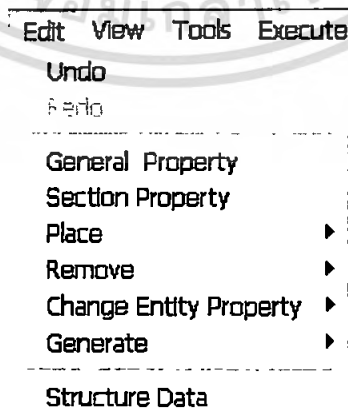 Edit View Tools Execute
Undo
Redo
General Property
Section Property
Place
Remove
Change Entity Property
Generate
Structure Data